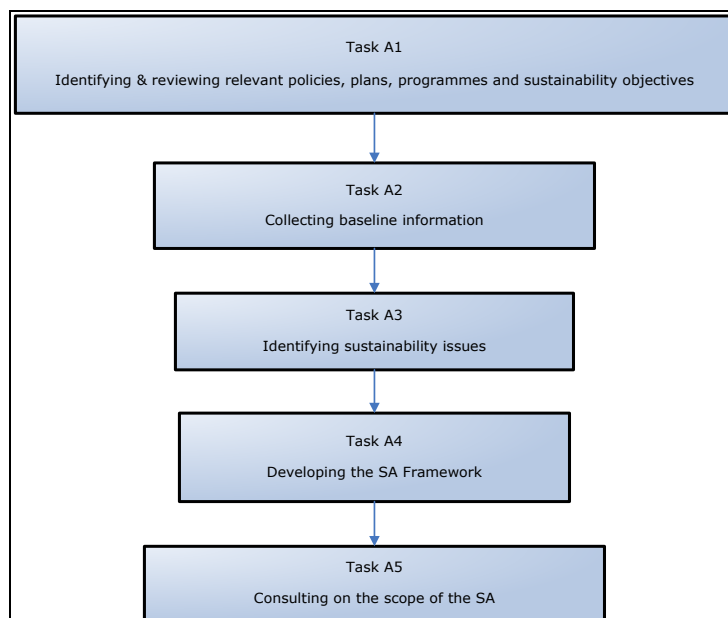 Task A1
Identifying & reviewing relevant policies, plans, programmes and sustainability objectives
Task A2
Collecting baseline information
Task A3
Identifying sustainability issues
Task A4
Developing the SA Framework
Task A5
Consulting on the scope of the SA